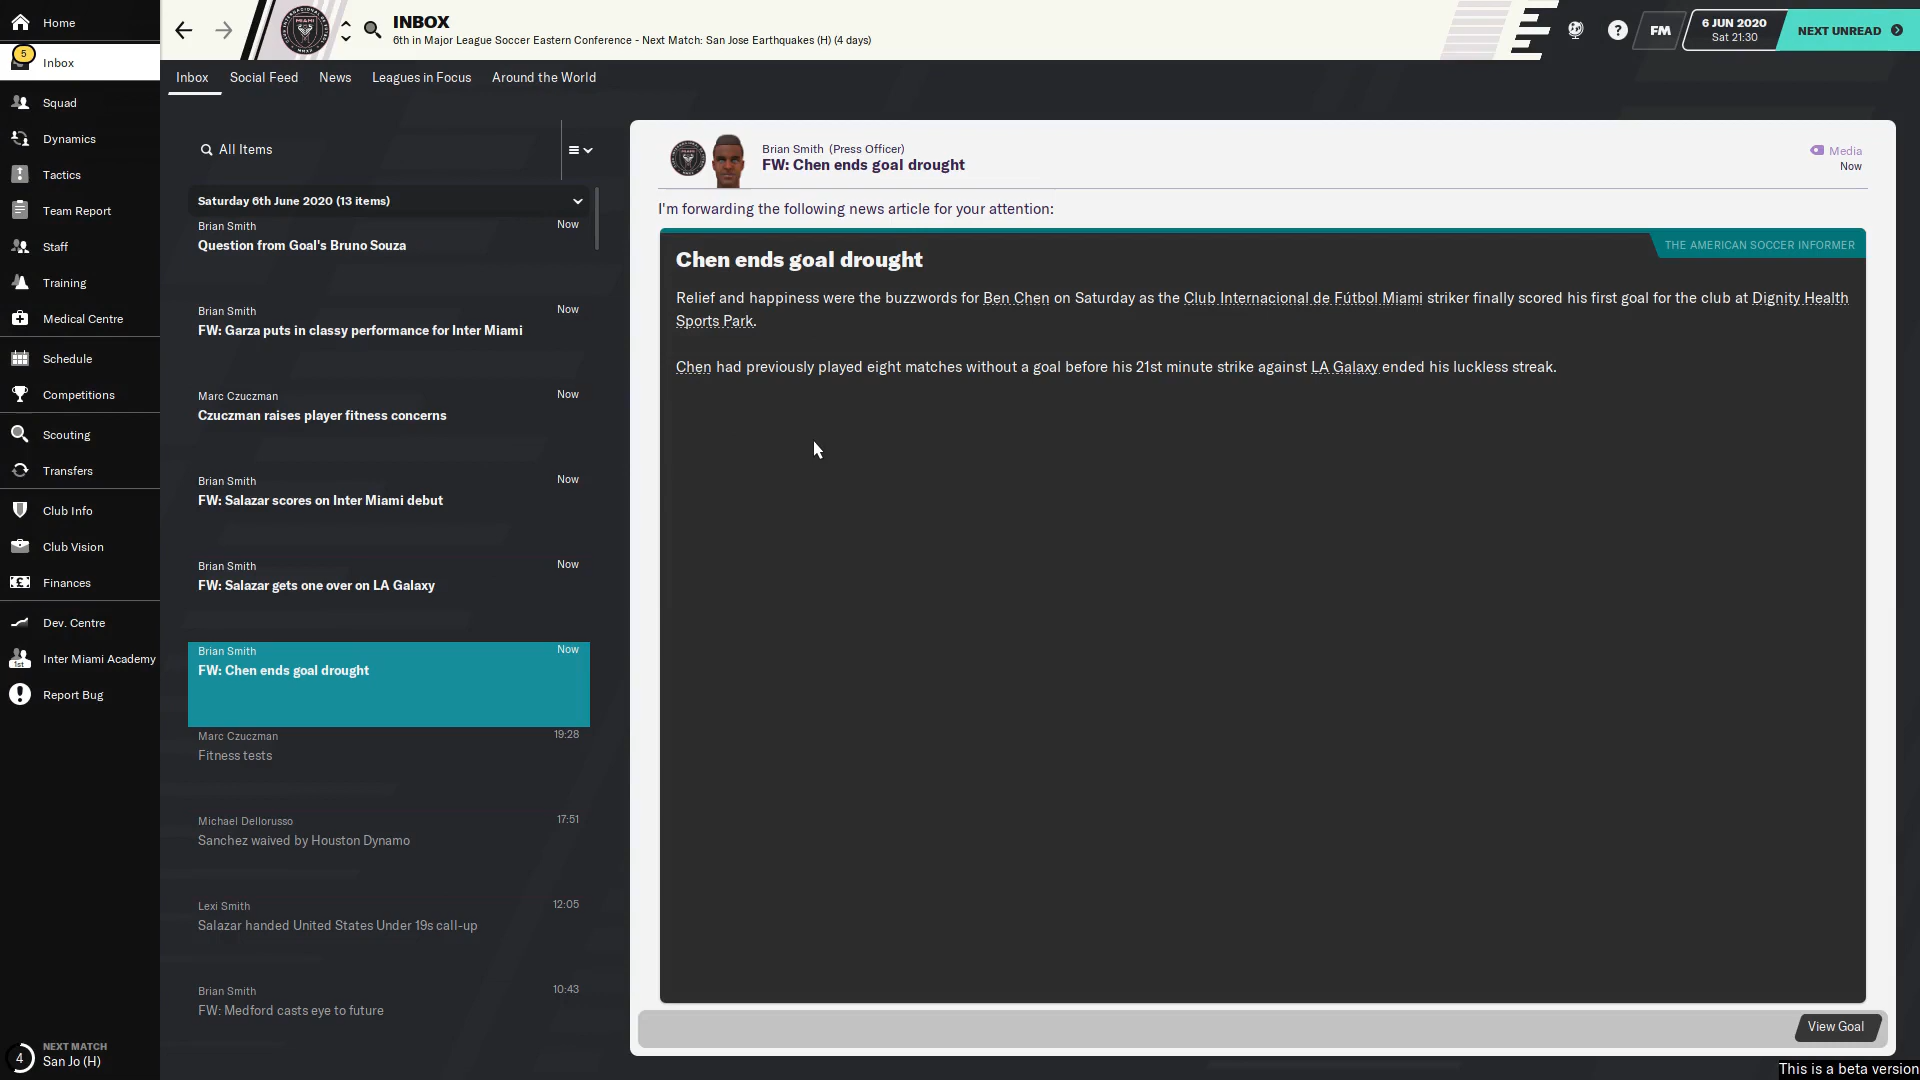 Home
5
Inbox
Squad
Dynamics
Tactics
Team Report
Staff
Training
Medical Centre
Schedule
Competitions
Scouting
Transfers
Club Info
Club Vision
Finances
Dev. Centre
1st
Inter Miami Academy
Report Bug
4
NEXT MATCH
San Jo (H)
MIAMI
INBOX
6th in Major League Soccer Eastern Conference - Next Match: San Jose Earthquakes (H) (4 days)
?
FM
6 JUN 2020
Sat 21:30
NEXT UNREAD
Inbox Social Feed News Leagues in Focus Around the World
All Items
Saturday 6th June 2020 (13 items)
Brian Smith Now
Question from Goal's Bruno Souza
Brian Smith Now
FW: Garza puts in classy performance for Inter Miami
Marc Czuczman Now
Czuczman raises player fitness concerns
Brian Smith Now
FW: Salazar scores on Inter Miami debut
Brian Smith Now
FW: Salazar gets one over on LA Galaxy
Brian Smith Now
FW: Chen ends goal drought
Marc Czuczman 19:28
Fitness tests
Michael Dellorusso 17:51
Sanchez waived by Houston Dynamo
Lexi Smith 12:05
Salazar handed United States Under 19s call-up
Brian Smith 10:43
FW: Medford casts eye to future
Brian Smith (Press Officer)
FW: Chen ends goal drought
Media
Now
I'm forwarding the following news article for your attention:
THE AMERICAN SOCCER INFORMER
Chen ends goal drought
Relief and happiness were the buzzwords for Ben Chen on Saturday as the Club Internacional de Fútbol Miami striker finally scored his first goal for the club at Dignity Health
Sports Park.
Chen had previously played eight matches without a goal before his 21st minute strike against LA Galaxy ended his luckless streak.
View Goal
This is a beta version